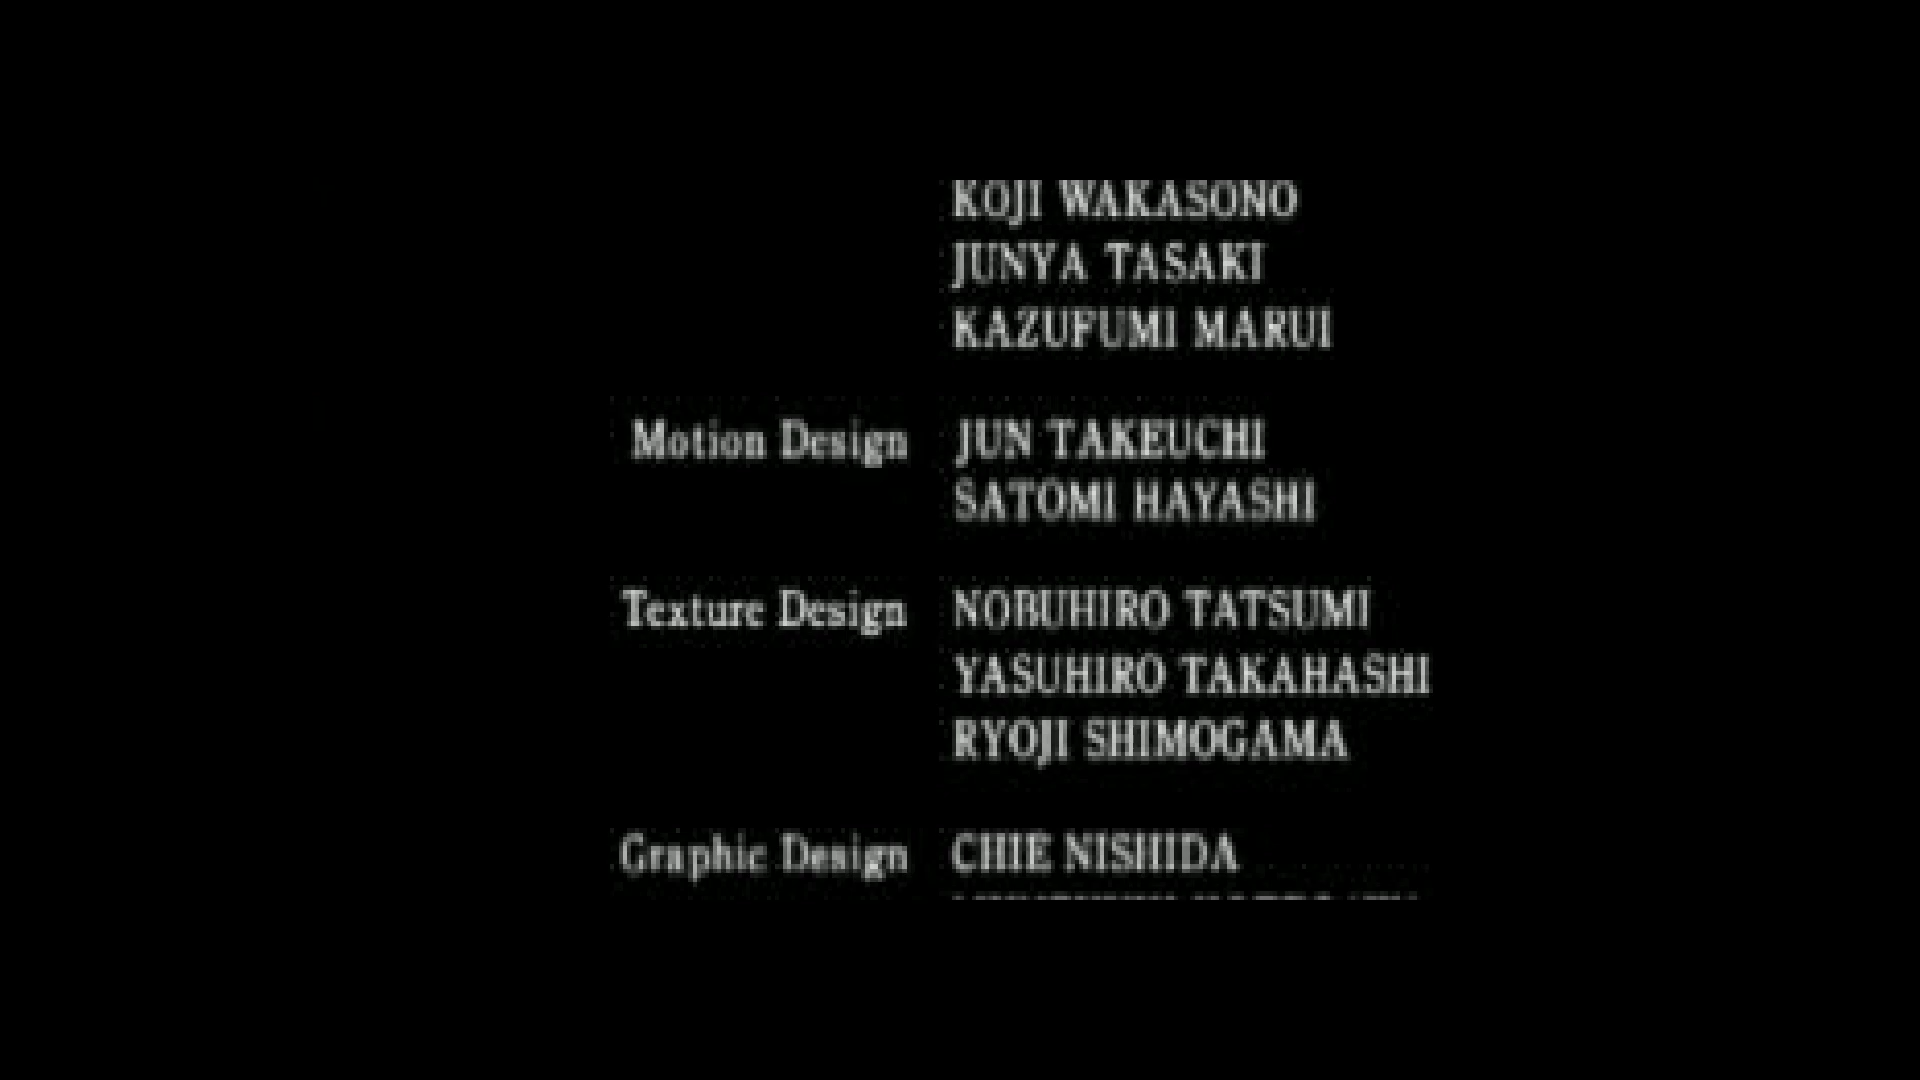 KOJI WAKASONO
JUNYA TASAKI
KAZUFUMI MARUI
Motion Design JUN TAKEUCHI
SATOMI HAYASHI
Texture Design NOBUHIRO TATSUMI
YASUHIRO TAKAHASHI
RYOJI SHIMOGAMA
Graphic Design CHIE NISHIDA